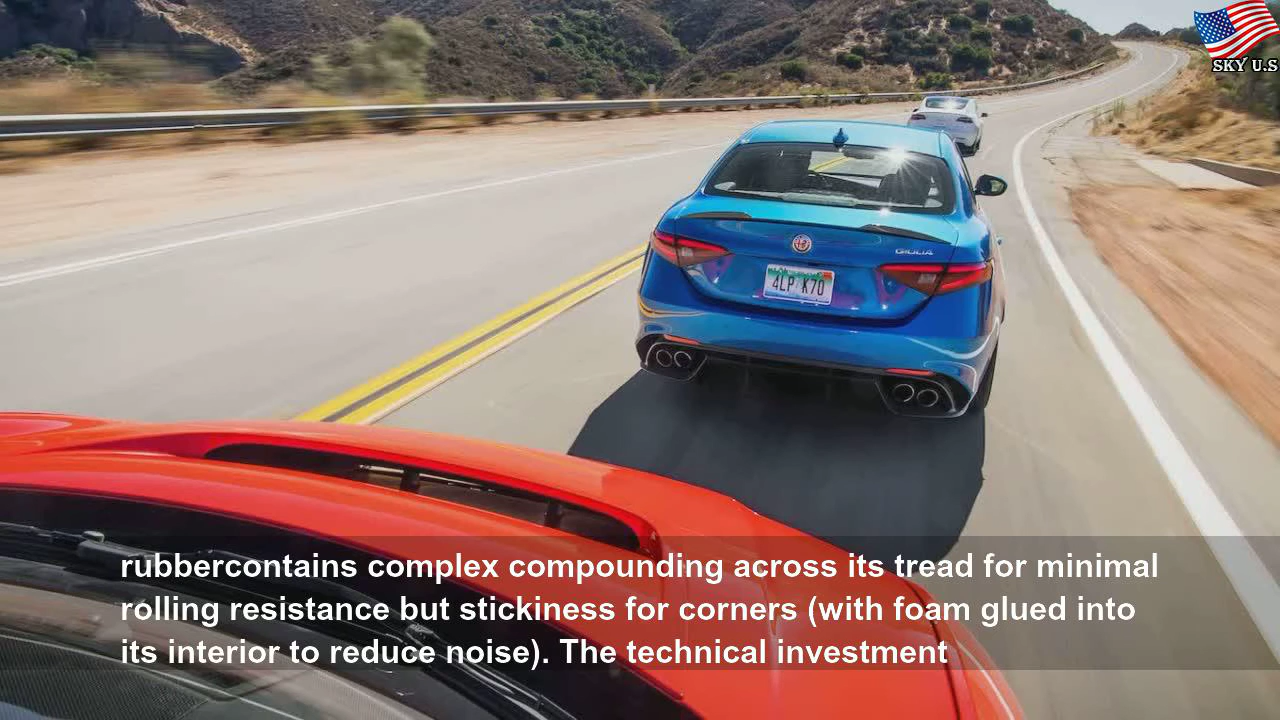 SKY U.S
GIULIA
4LP K70
rubbercontains complex compounding across its tread for minimal
rolling resistance but stickiness for corners (with foam glued into
its interior to reduce noise). The technical investment